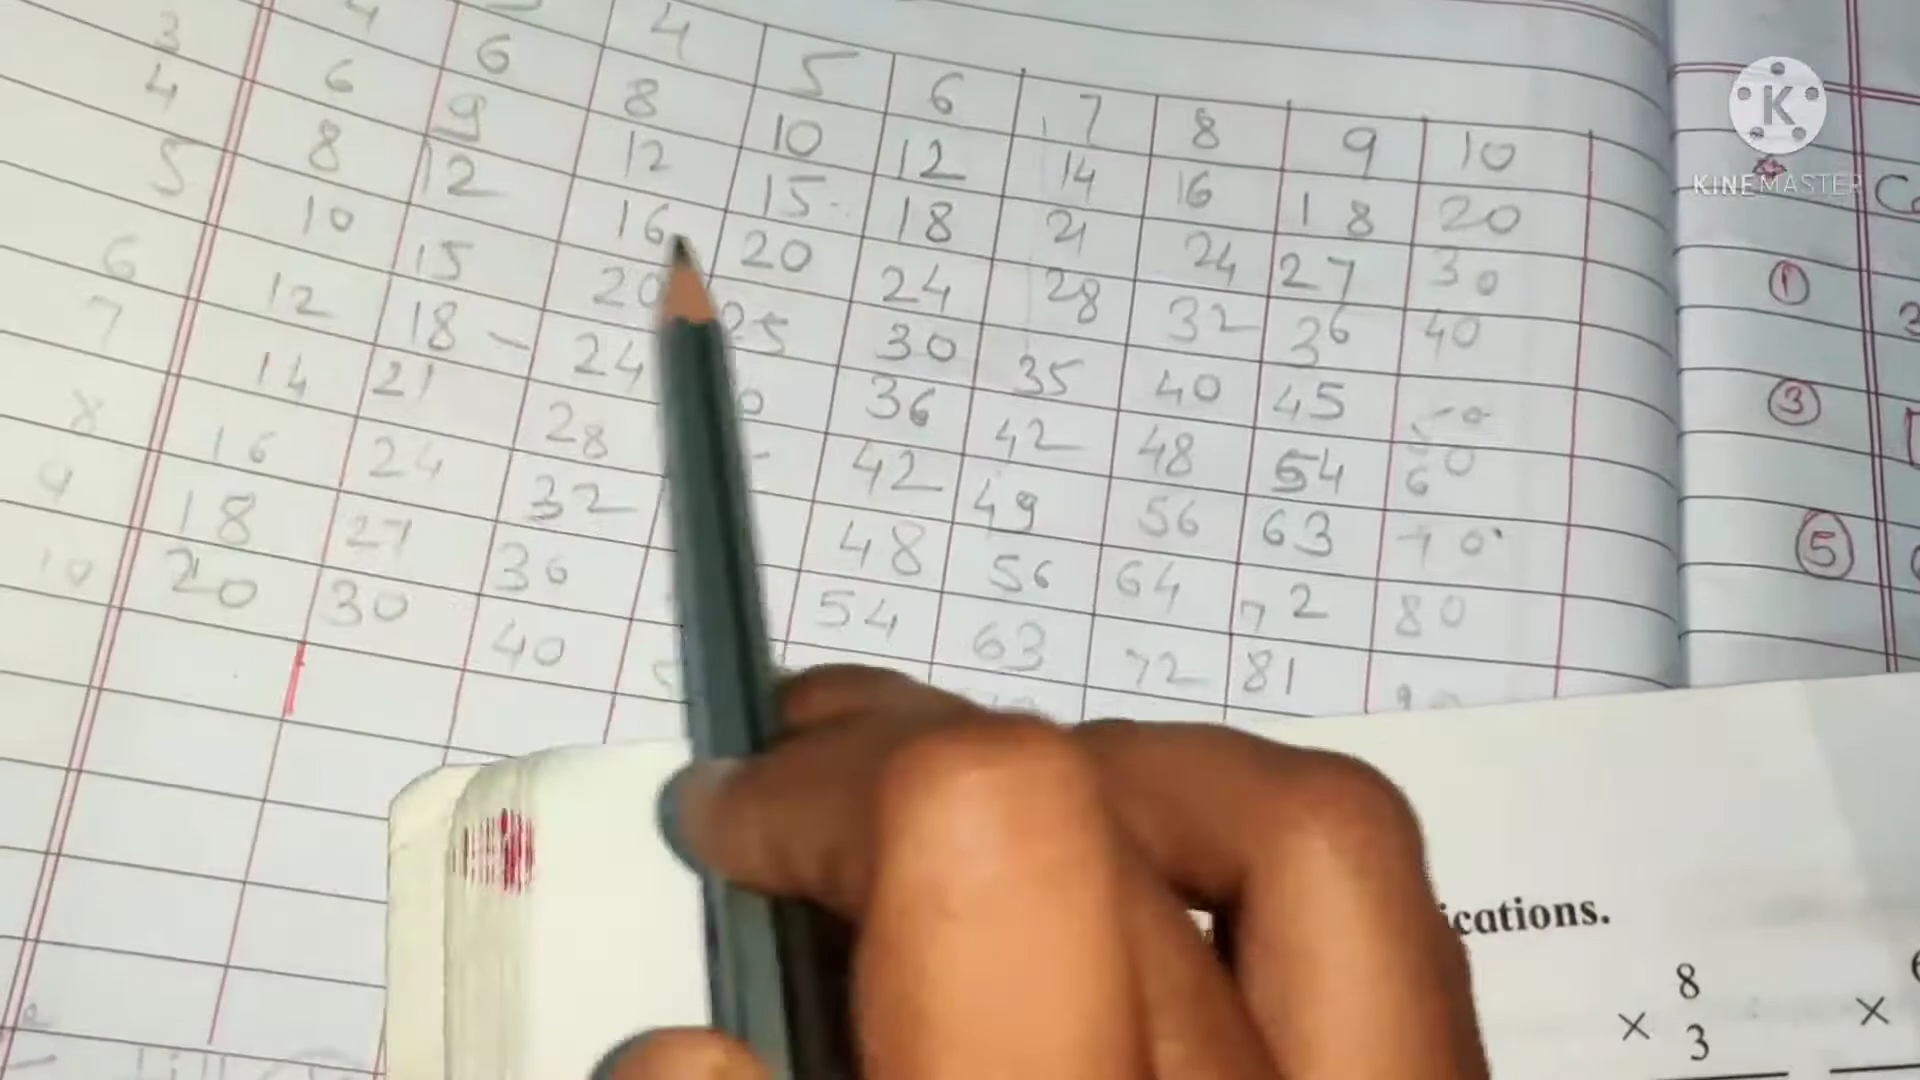 4 5 6 7 8 9 10
3 6 8 10 12 14 16 18 20
4 6 9 12 15 18 21 24 27 30
5 8 12 16 20 24 28 32 36 40
10 15 20 25 30 35 40 45 50
6 12 18 24 36 42 48 54 60
7 14 21 28 42 49 56 63 70
8 16 24 32 48 56 64 72 80
9 18 27 36 54 63 72 81
10 20 30 40
KINEMASTER
①
③
⑤
ications.
8
× 3
×